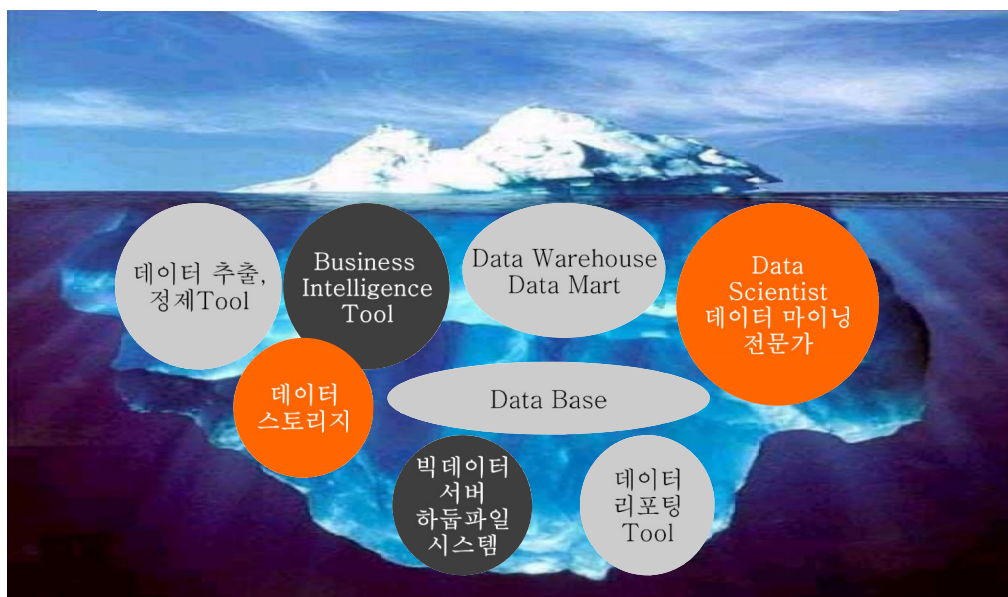 데이터 추출,
정제Tool
Business
Intelligence
Tool
Data Warehouse
Data Mart
Data
Scientist
데이터 마이닝
전문가
데이터
스토리지
Data Base
빅데이터
서버
하둡파일
시스템
데이터
리포팅
Tool